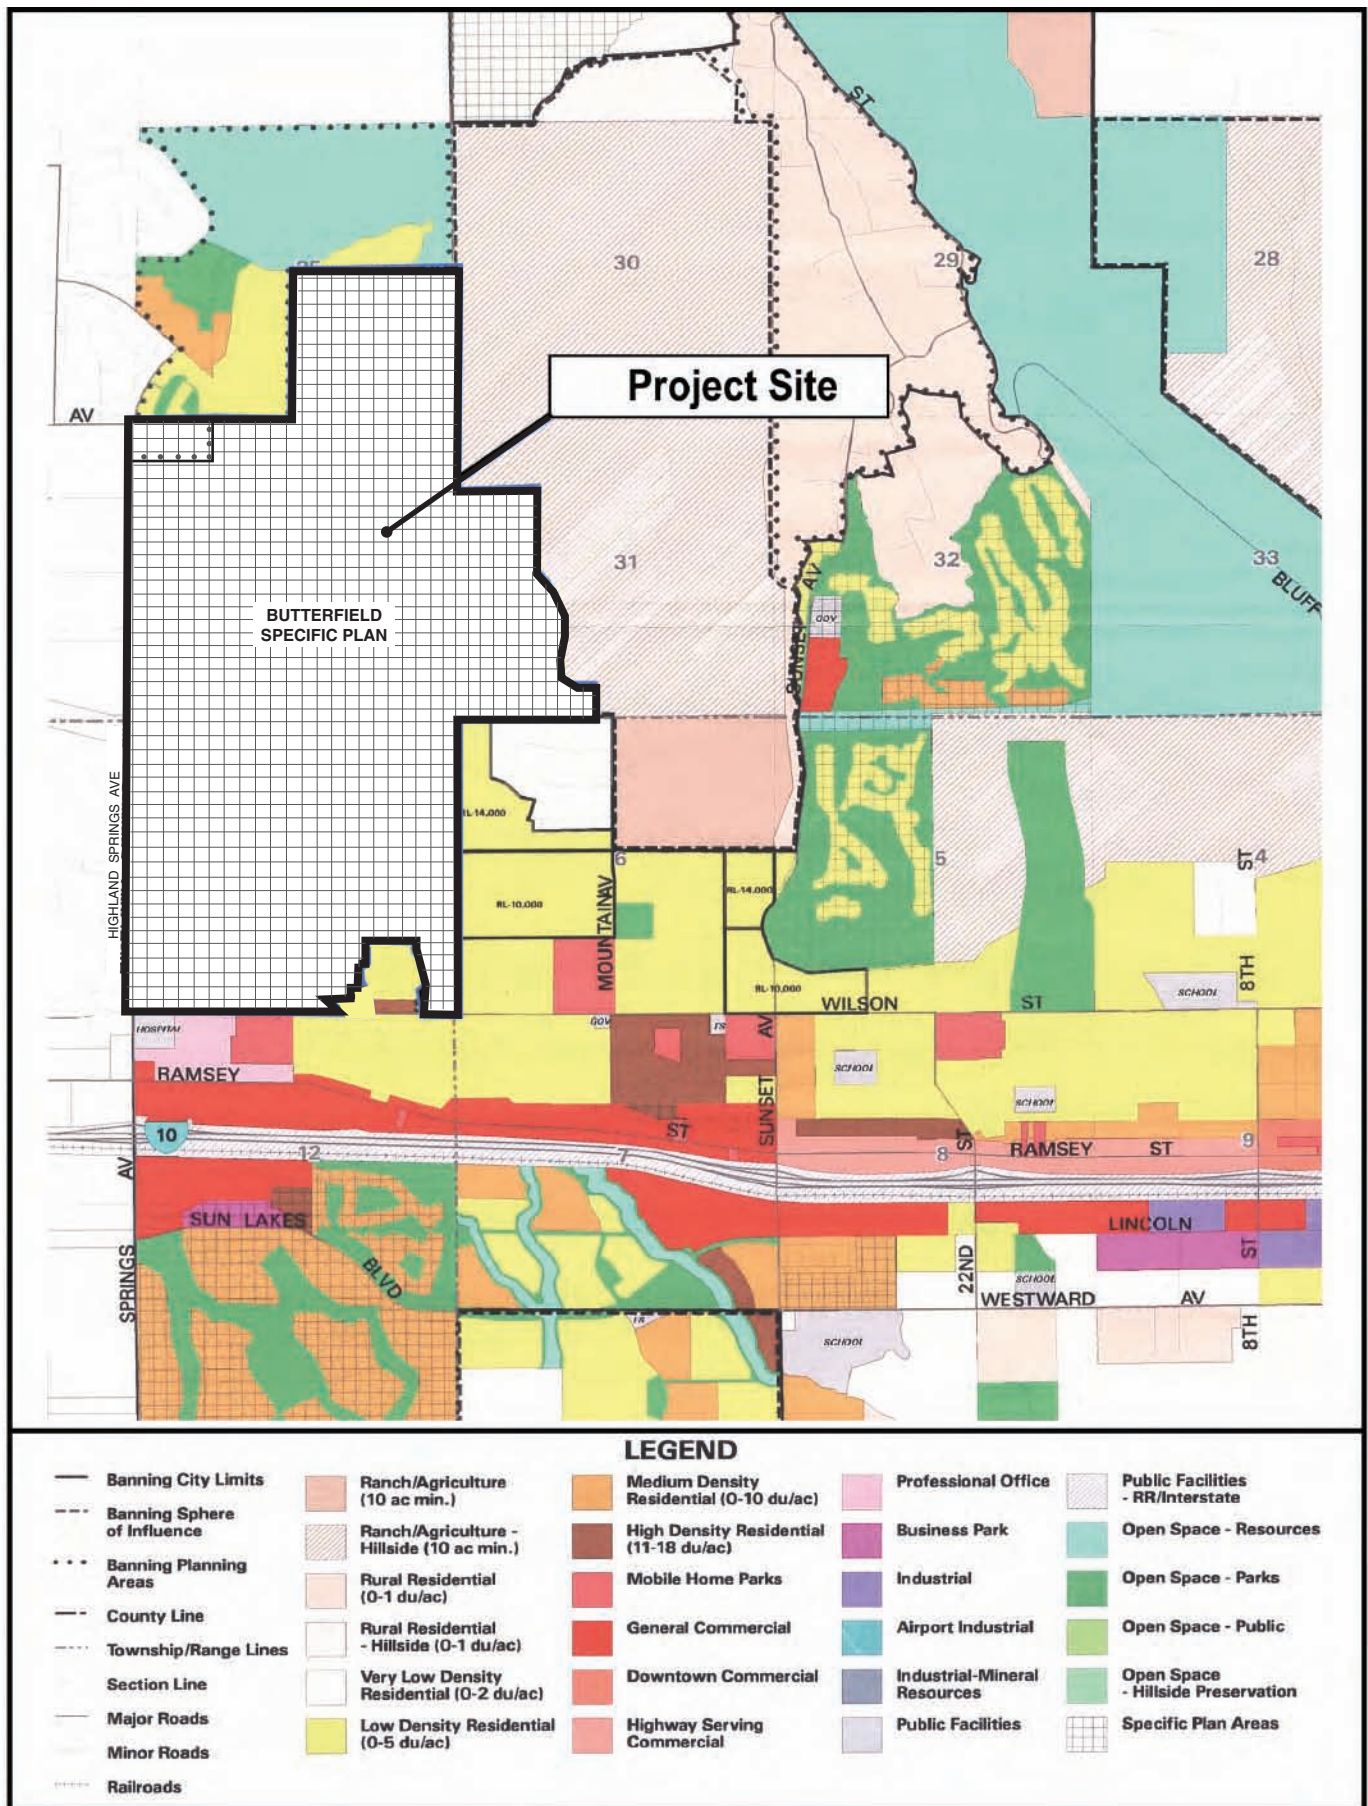 ST
25
30
29
28
Project Site
AV
31
32
33
AV
BLUFF
GOV
SUNSET
BUTTERFIELD
SPECIFIC PLAN
HIGHLAND SPRINGS AVE
RL-14,000
6
RL-14,000
5
ST
4
RL-10,000
MOUNTAIN AV
8TH
RL-10,000
WILSON
ST
SCHOOL
HOSPITAL
GOV
FS
AV
SCHOOL
RAMSEY
SUNSET
SCHOOL
10
ST
ST
RAMSEY
ST
9
12
7
8
AV
SUN LAKES
LINCOLN
BLVD
ST
SPRINGS
22ND
SCHOOL
WESTWARD
AV
FS
SCHOOL
8TH
LEGEND
Banning City Limits
Banning Sphere
of Influence
Banning Planning
Areas
County Line
Township/Range Lines
Section Line
Major Roads
Minor Roads
Railroads
Ranch/Agriculture
(10 ac min.)
Ranch/Agriculture -
Hillside (10 ac min.)
Rural Residential
(0-1 du/ac)
Rural Residential
- Hillside (0-1 du/ac)
Very Low Density
Residential (0-2 du/ac)
Low Density Residential
(0-5 du/ac)
Medium Density
Residential (0-10 du/ac)
High Density Residential
(11-18 du/ac)
Mobile Home Parks
General Commercial
Downtown Commercial
Highway Serving
Commercial
Professional Office
Business Park
Industrial
Airport Industrial
Industrial-Mineral
Resources
Public Facilities
Public Facilities
- RR/Interstate
Open Space - Resources
Open Space - Parks
Open Space - Public
Open Space
- Hillside Preservation
Specific Plan Areas